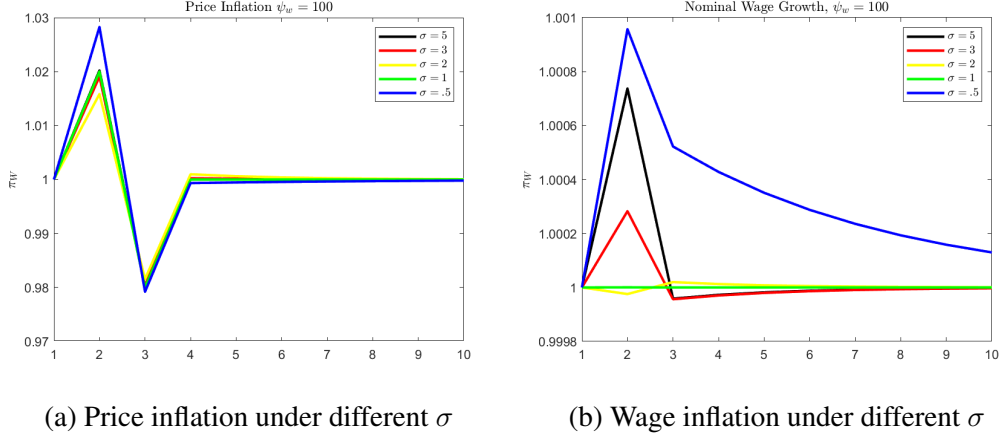 Price Inflation ψw = 100
1.03
1.02
1.01
1
0.99
0.98
0.97
πW
σ = 5
σ = 3
σ = 2
σ = 1
σ = .5
1 2 3 4 5 6 7 8 9 10
(a) Price inflation under different σ
Nominal Wage Growth, ψw = 100
1.001
1.0008
1.0006
1.0004
1.0002
1
0.9998
πW
σ = 5
σ = 3
σ = 2
σ = 1
σ = .5
1 2 3 4 5 6 7 8 9 10
(b) Wage inflation under different σ